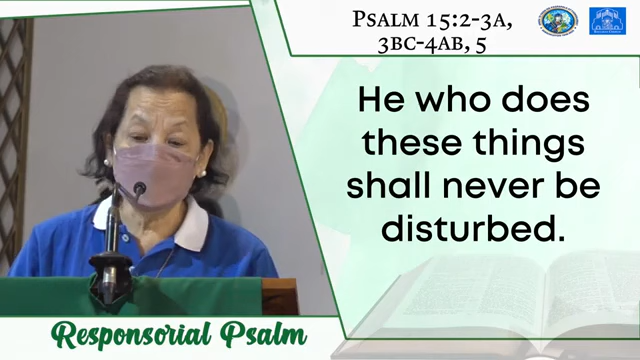 Psalm 15:2-3a,
3bc-4ab, 5
He who does
these things
shall never be
disturbed.
Responsorial Psalm